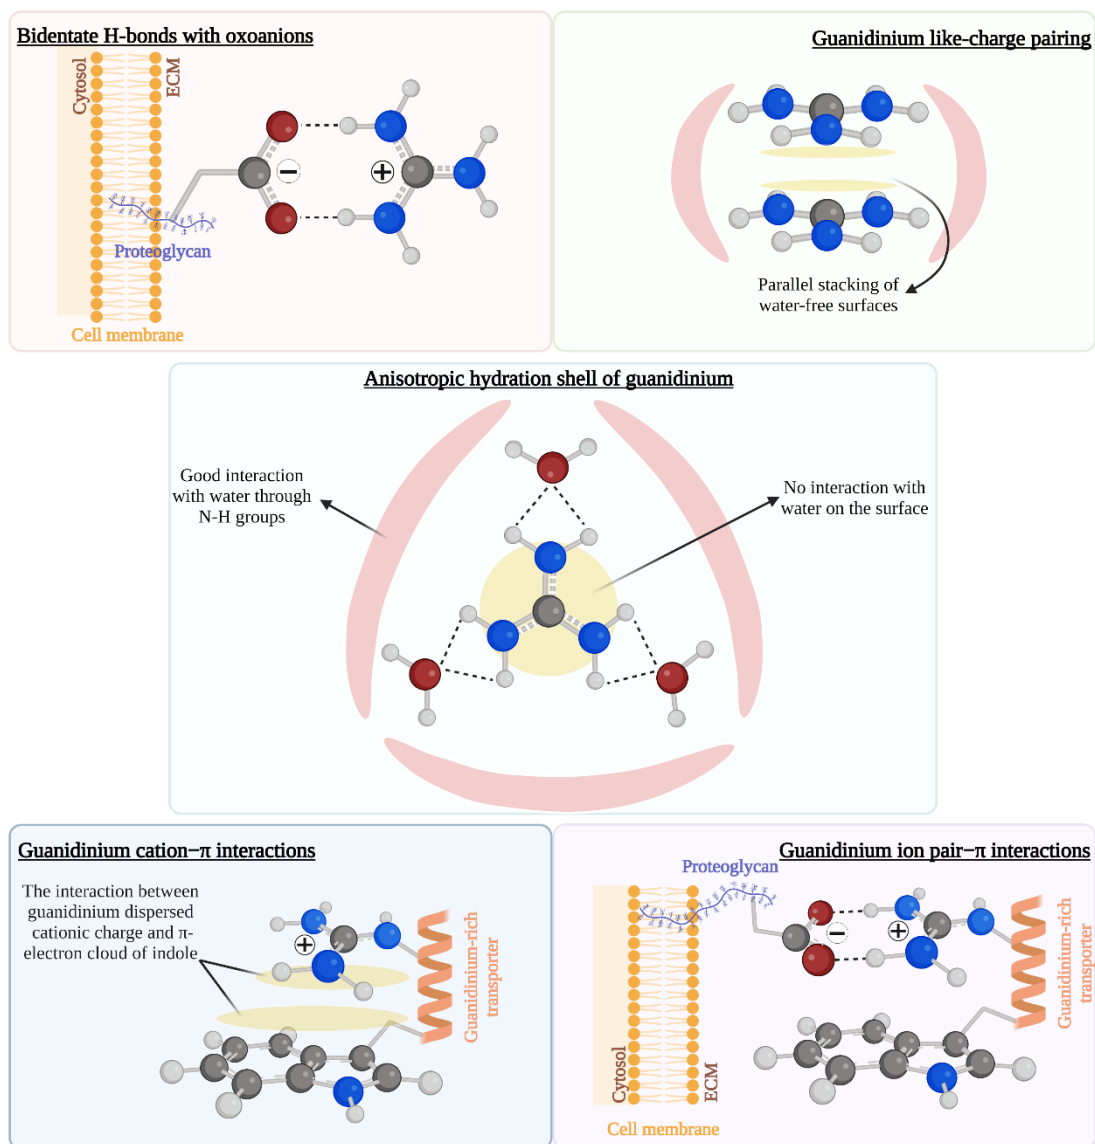 Bidentate H-bonds with oxoanions
Cytosol
ECM
−
+
Proteoglycan
Cell membrane
Guanidinium like-charge pairing
Parallel stacking of
water-free surfaces
Anisotropic hydration shell of guanidinium
Good interaction
with water through
N-H groups
No interaction with
water on the surface
Guanidinium cation−π interactions
The interaction between
guanidinium dispersed
cationic charge and π-
electron cloud of indole
+
Guanidinium-rich
transporter
Guanidinium ion pair−π interactions
Proteoglycan
−
+
Cytosol
ECM
Guanidinium-rich
transporter
Cell membrane